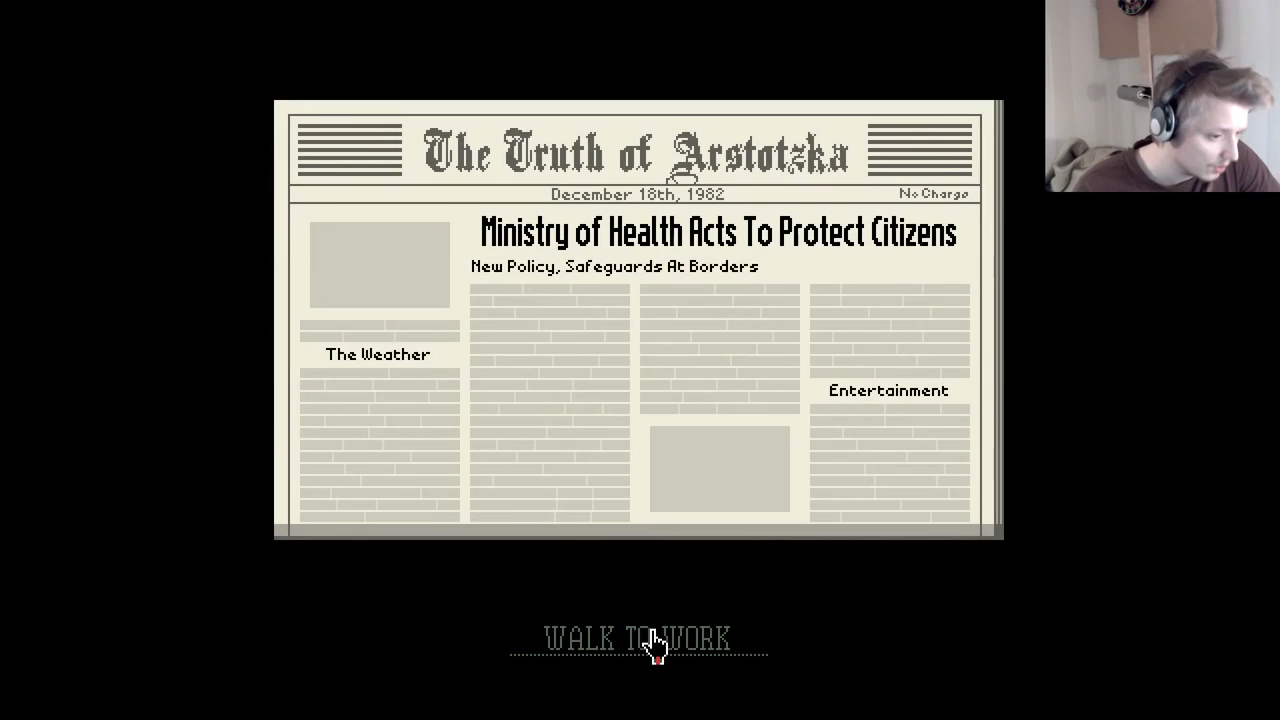 The Truth of Arstotzka
December 18th, 1982
No Charge
Ministry of Health Acts To Protect Citizens
New Policy, Safeguards At Borders
The Weather
Entertainment
WALK TO WORK